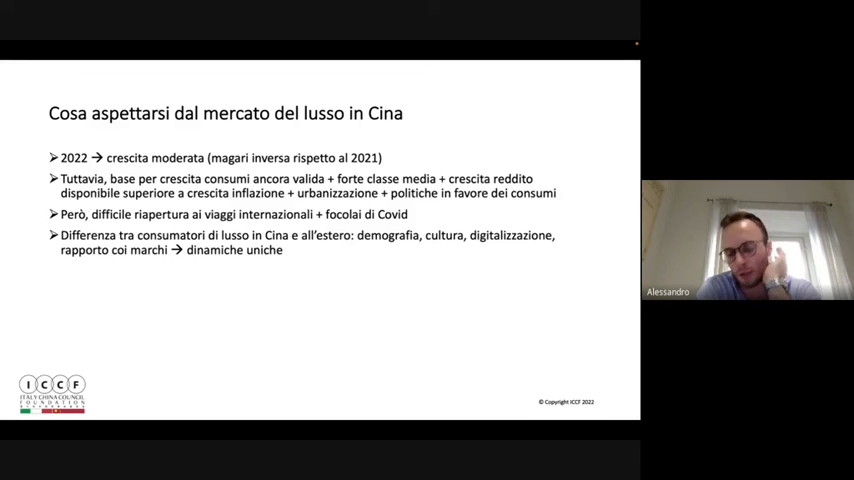 Cosa aspettarsi dal mercato del lusso in Cina
➢ 2022 → crescita moderata (magari inversa rispetto al 2021)
➢ Tuttavia, base per crescita consumi ancora valida + forte classe media + crescita reddito
disponibile superiore a crescita inflazione + urbanizzazione + politiche in favore dei consumi
➢ Però, difficile riapertura ai viaggi internazionali + focolai di Covid
➢ Differenza tra consumatori di lusso in Cina e all'estero: demografia, cultura, digitalizzazione,
rapporto coi marchi → dinamiche uniche
Alessandro
I C C F
ITALY CHINA COUNCIL
FOUNDATION
© Copyright ICCF 2022